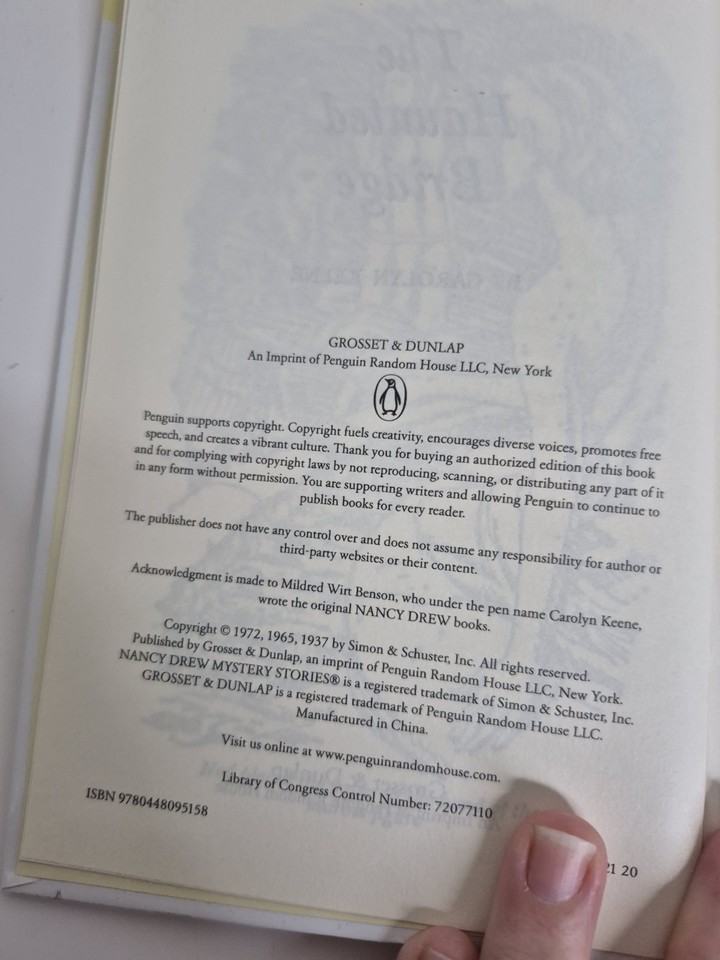 GROSSET & DUNLAP
An Imprint of Penguin Random House LLC, New York
Penguin supports copyright. Copyright fuels creativity, encourages diverse voices, promotes free
speech, and creates a vibrant culture. Thank you for buying an authorized edition of this book
and for complying with copyright laws by not reproducing, scanning, or distributing any part of it
in any form without permission. You are supporting writers and allowing Penguin to continue to
publish books for every reader.
The publisher does not have any control over and does not assume any responsibility for author or
third-party websites or their content.
Acknowledgment is made to Mildred Wirt Benson, who under the pen name Carolyn Keene,
wrote the original NANCY DREW books.
Copyright © 1972, 1965, 1937 by Simon & Schuster, Inc. All rights reserved.
Published by Grosset & Dunlap, an imprint of Penguin Random House LLC, New York.
NANCY DREW MYSTERY STORIES® is a registered trademark of Simon & Schuster, Inc.
GROSSET & DUNLAP is a registered trademark of Penguin Random House LLC.
Manufactured in China.
Visit us online at www.penguinrandomhouse.com.
Library of Congress Control Number: 72077110
ISBN 9780448095158
21 20
The
Haunted
Bridge
BY CAROLYN KEENE